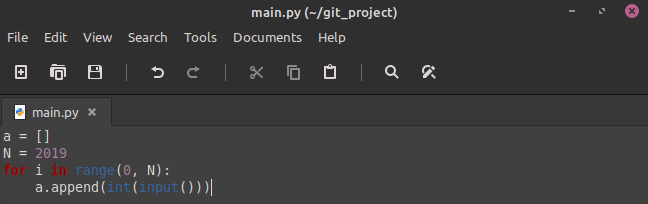 main.py (~/git_project)
File Edit View Search Tools Documents Help
main.py
a = []
N = 2019
for i in range(0, N):
    a.append(int(input()))